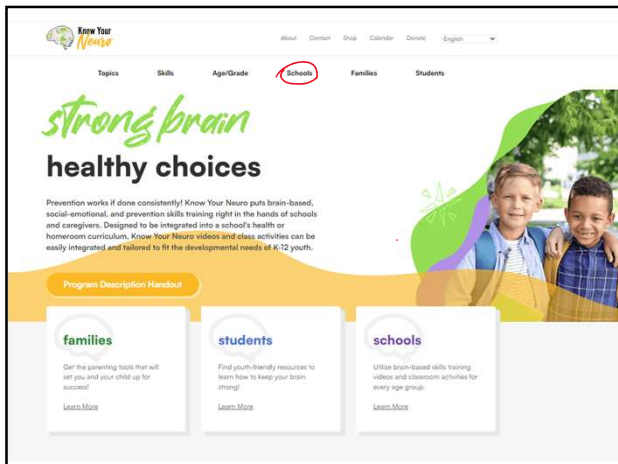 Know Your
Neuro
About Contact Shop Calendar Donate English
Topics Skills Age/Grade Schools Families Students
strong brain
healthy choices
Prevention works if done consistently! Know Your Neuro puts brain-based,
social-emotional, and prevention skills training right in the hands of schools
and caregivers. Designed to be integrated into a school's health or
homeroom curriculum, Know Your Neuro videos and class activities can be
easily integrated and tailored to fit the developmental needs of K-12 youth.
Program Description Handout
families
Get the parenting tools that will
set you and your child up for
success!
Learn More
students
Find youth-friendly resources to
learn how to keep your brain
strong!
Learn More
schools
Utilize brain-based skills training
videos and classroom activities for
every age group.
Learn More